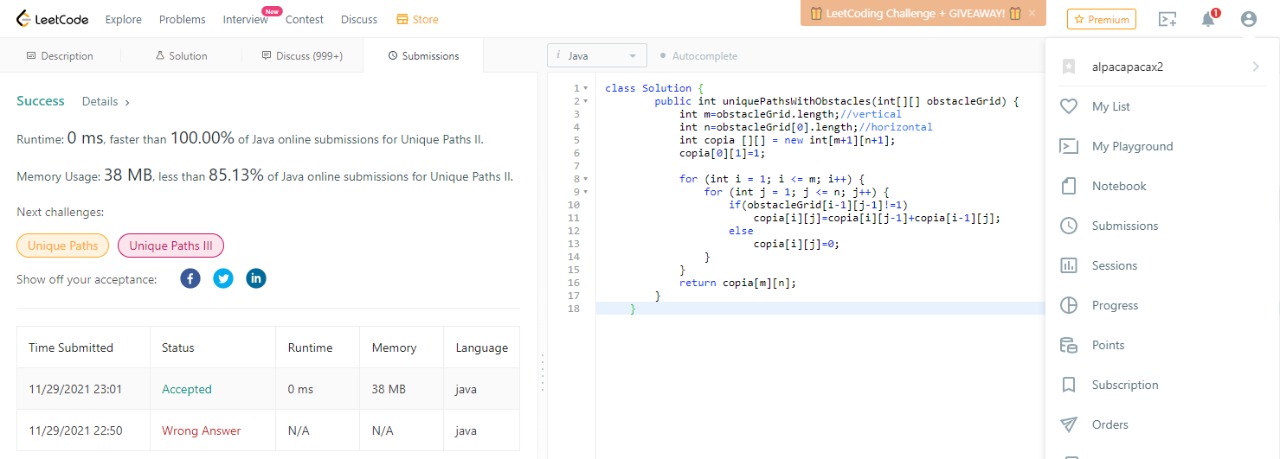 LeetCode Explore Problems Interview New Contest Discuss Store LeetCoding Challenge + GIVEAWAY! × Premium 1
Description Solution Discuss (999+) Submissions
i Java Autocomplete
Success Details ›
Runtime: 0 ms, faster than 100.00% of Java online submissions for Unique Paths II.
Memory Usage: 38 MB, less than 85.13% of Java online submissions for Unique Paths II.
Next challenges:
Unique Paths Unique Paths III
Show off your acceptance:
Time Submitted Status Runtime Memory Language
11/29/2021 23:01 Accepted 0 ms 38 MB java
11/29/2021 22:50 Wrong Answer N/A N/A java
1 class Solution {
2 public int uniquePathsWithObstacles(int[][] obstacleGrid) {
3 int m=obstacleGrid.length;//vertical
4 int n=obstacleGrid[0].length;//horizontal
5 int copia [][] = new int[m+1][n+1];
6 copia[0][1]=1;
7
8 for (int i = 1; i <= m; i++) {
9 for (int j = 1; j <= n; j++) {
10 if(obstacleGrid[i-1][j-1]!=1)
11 copia[i][j]=copia[i][j-1]+copia[i-1][j];
12 else
13 copia[i][j]=0;
14 }
15 }
16 return copia[m][n];
17 }
18 }
alpacapacax2
My List
My Playground
Notebook
Submissions
Sessions
Progress
Points
Subscription
Orders